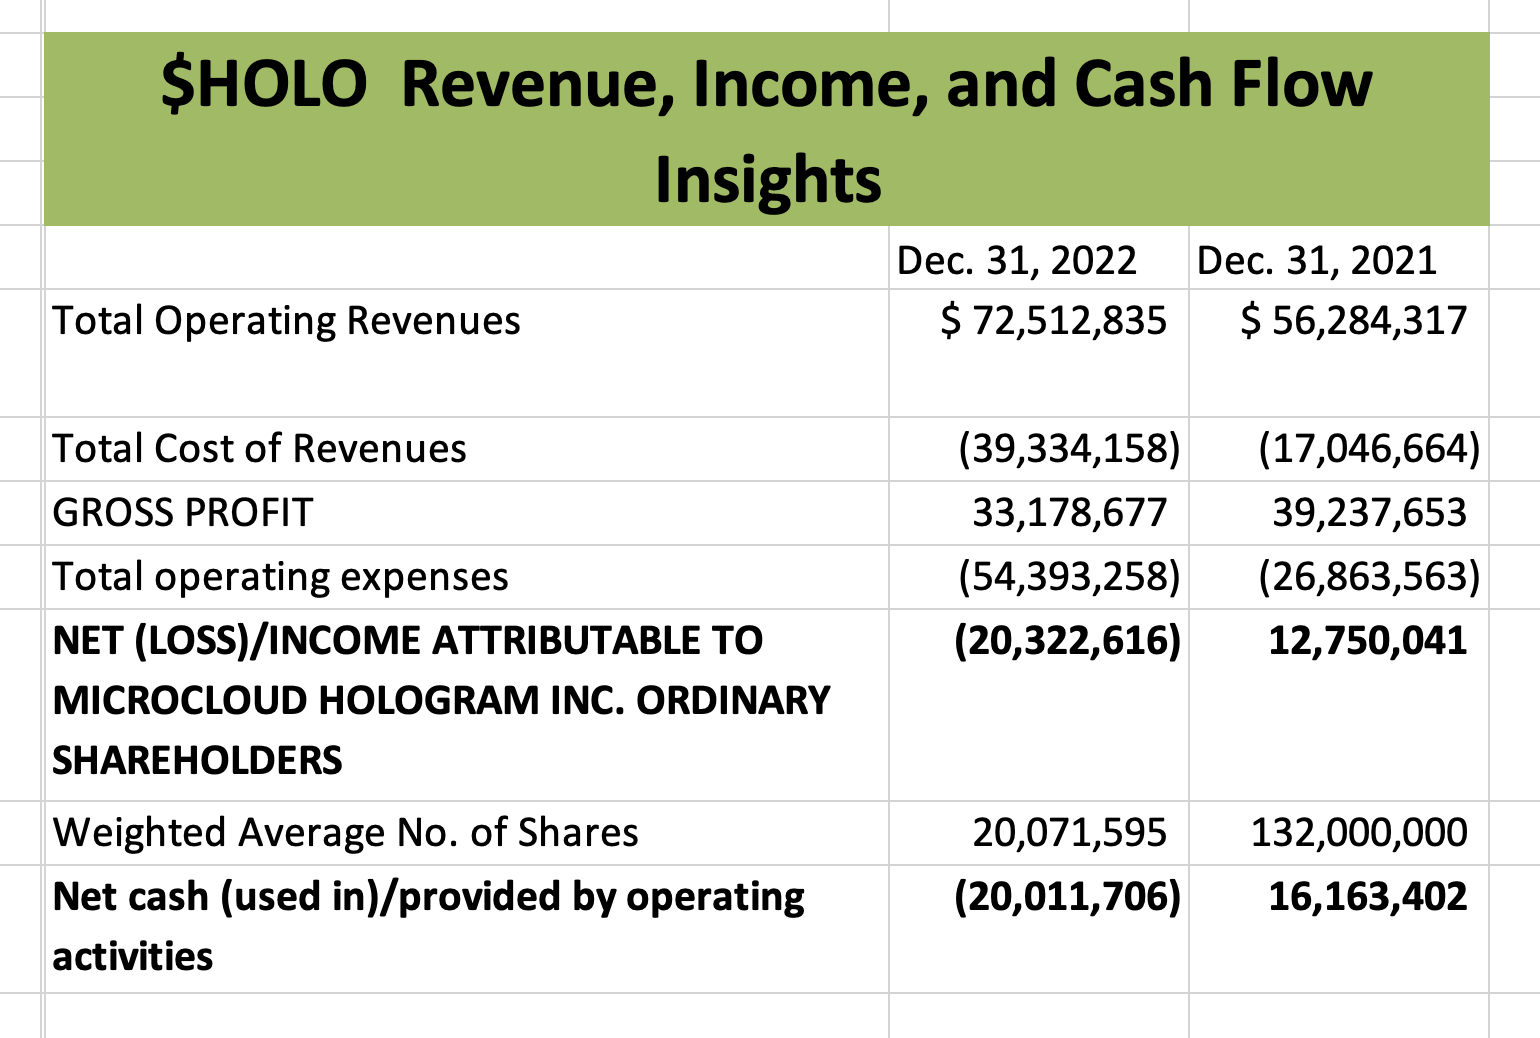 $HOLO  Revenue, Income, and Cash Flow
Insights
Dec. 31, 2022 Dec. 31, 2021
Total Operating Revenues $ 72,512,835 $ 56,284,317
Total Cost of Revenues (39,334,158) (17,046,664)
GROSS PROFIT 33,178,677 39,237,653
Total operating expenses (54,393,258) (26,863,563)
NET (LOSS)/INCOME ATTRIBUTABLE TO (20,322,616) 12,750,041
MICROCLOUD HOLOGRAM INC. ORDINARY
SHAREHOLDERS
Weighted Average No. of Shares 20,071,595 132,000,000
Net cash (used in)/provided by operating (20,011,706) 16,163,402
activities